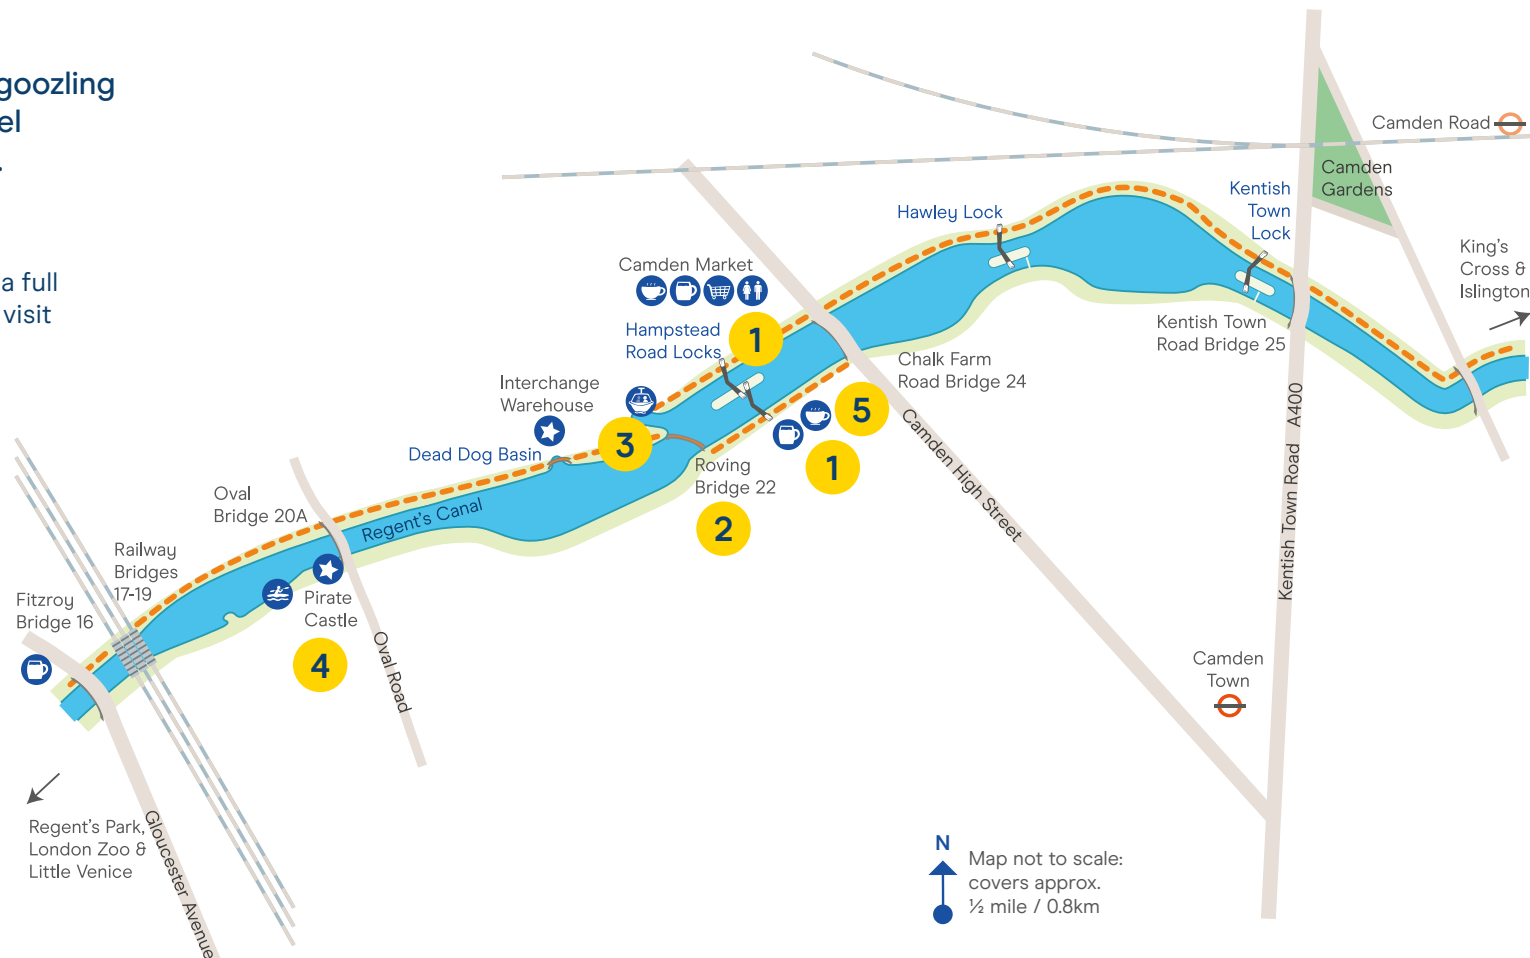 goozling
el
.
a full
visit
Camden Road
Camden
Gardens
Kentish
Town
Lock
Hawley Lock
King's
Cross &
Islington
Camden Market
Hampstead
Road Locks
1
Kentish Town
Road Bridge 25
Chalk Farm
Road Bridge 24
Interchange
Warehouse
5
3
Dead Dog Basin
1
Roving
Bridge 22
2
Camden High Street
Kentish Town Road A400
Oval
Bridge 20A
Regent's Canal
Railway
Bridges
17-19
Fitzroy
Bridge 16
Pirate
Castle
4
Oval Road
Camden
Town
Regent's Park,
London Zoo &
Little Venice
Gloucester Avenue
N
Map not to scale:
covers approx.
½ mile / 0.8km